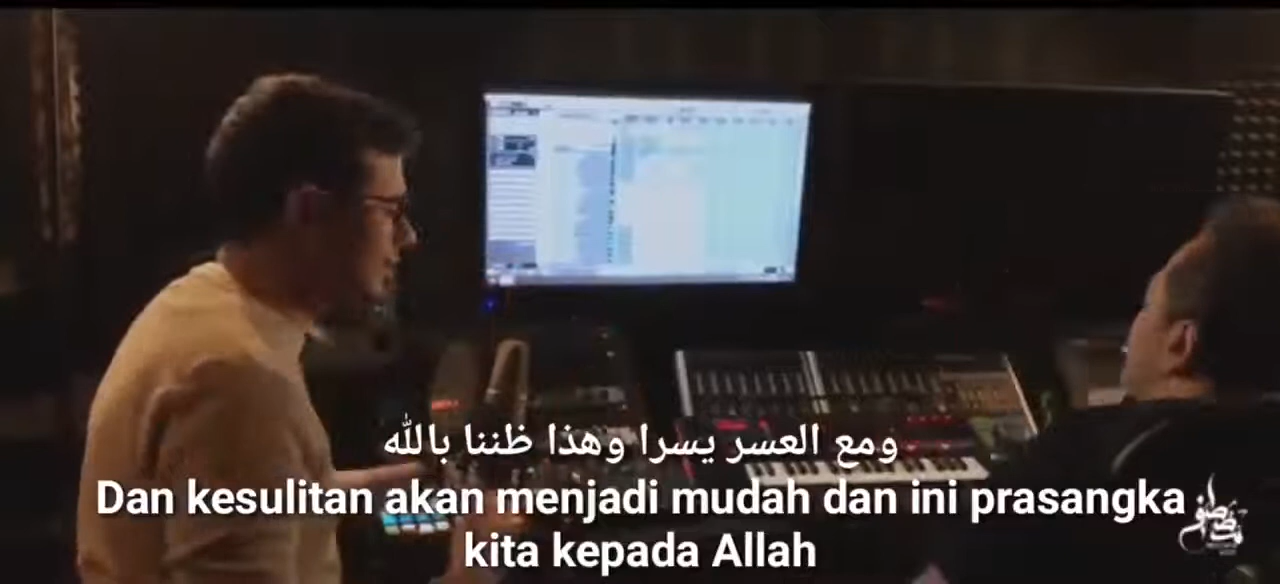 ومع العسر يسرا وهذا ظننا بالله
Dan kesulitan akan menjadi mudah dan ini prasangka
kita kepada Allah